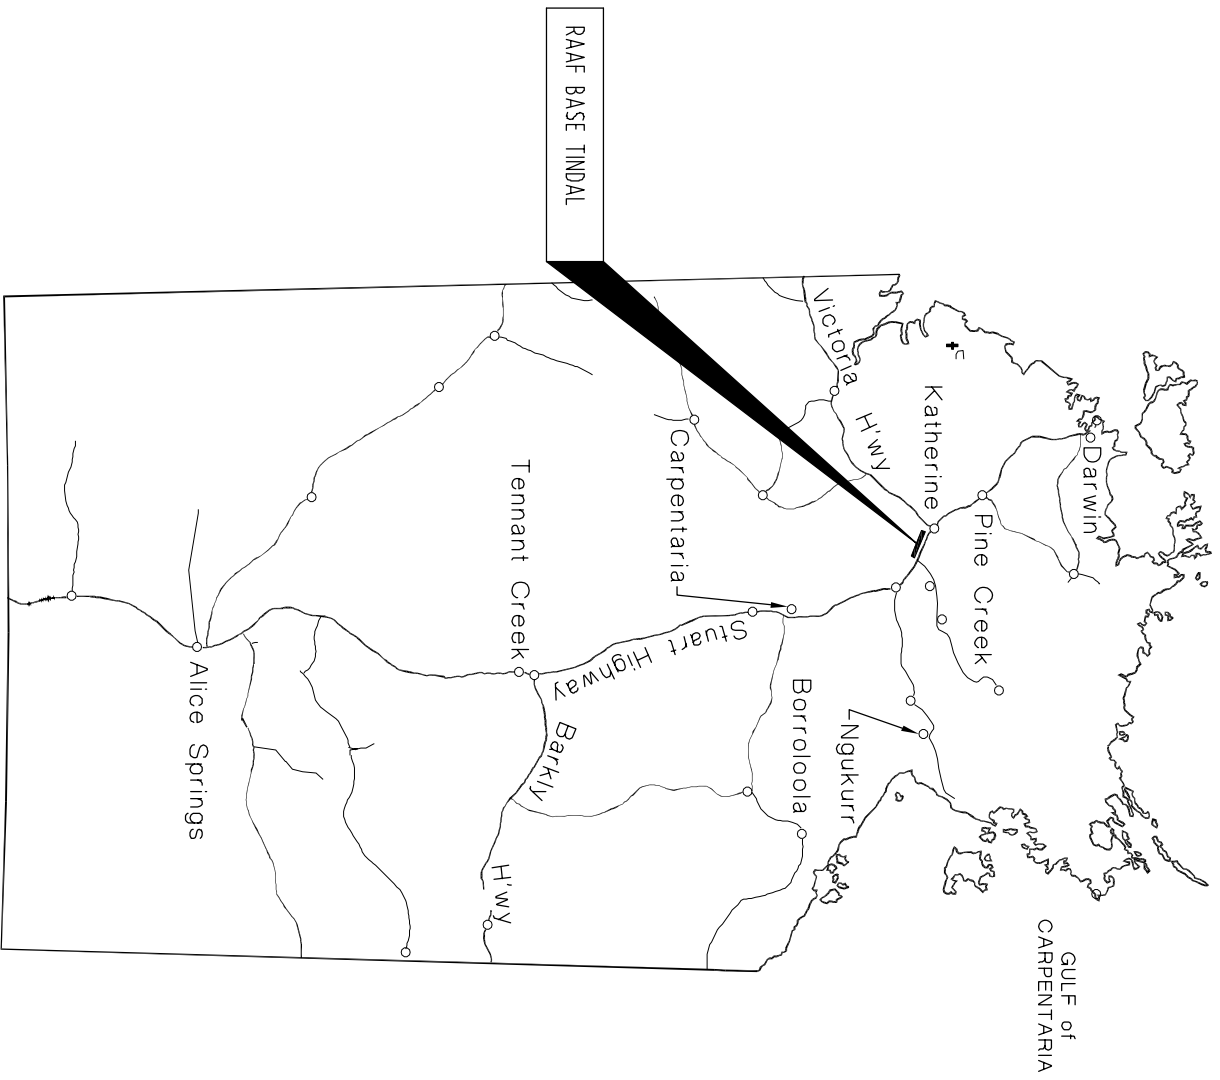 RAAF BASE TINDAL
GULF of
CARPENTARIA
Darwin
Pine Creek
Katherine
Victoria
H'wy
Ngukurr
Borroloola
Carpentaria
Stuart Highway
Tennant Creek
Barkly
H'wy
Alice Springs